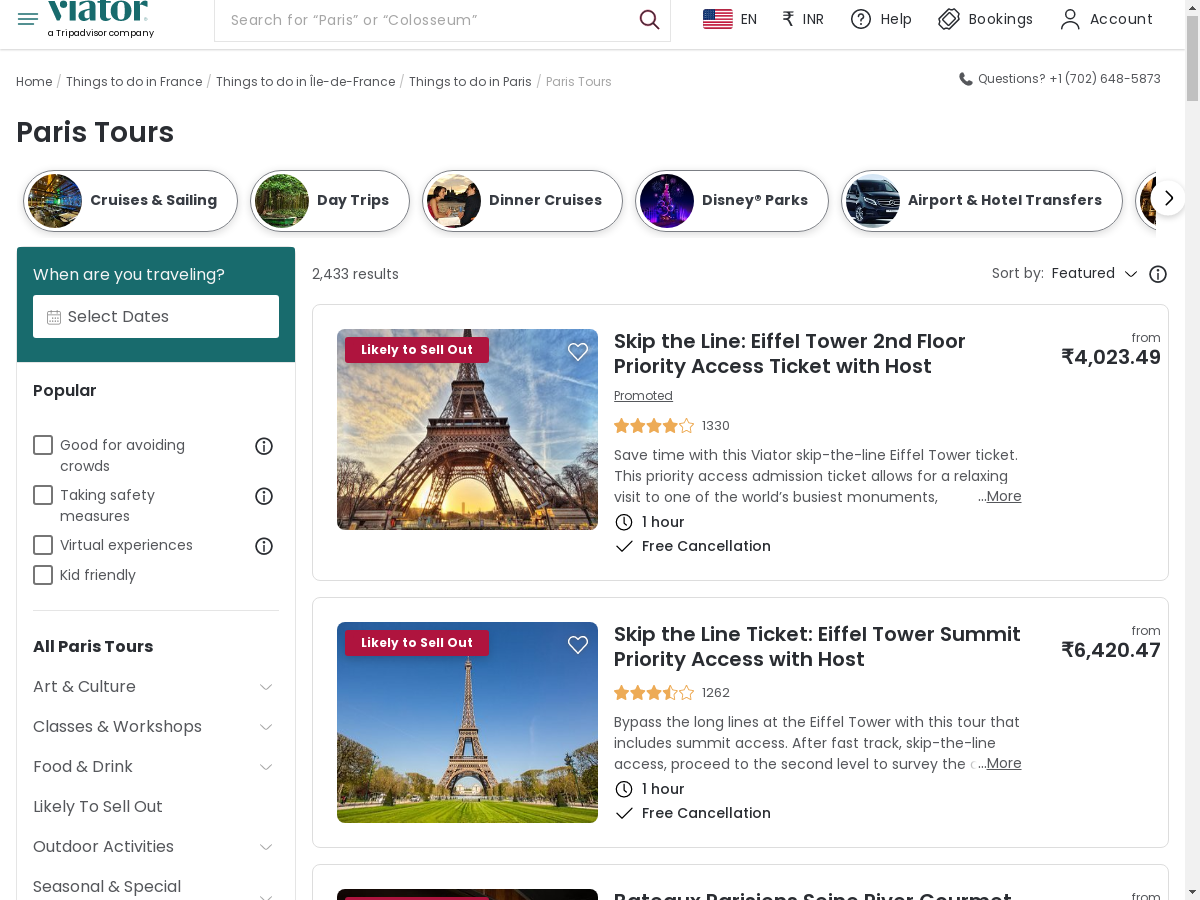 viator
a Tripadvisor company
Search for “Paris” or “Colosseum”
EN
₹ INR
Help
Bookings
Account
Home / Things to do in France / Things to do in Île-de-France / Things to do in Paris / Paris Tours
Questions? +1 (702) 648-5873
Paris Tours
Cruises & Sailing
Day Trips
Dinner Cruises
Disney® Parks
Airport & Hotel Transfers
When are you traveling?
Select Dates
2,433 results
Sort by: Featured
Popular
Good for avoiding
crowds
Taking safety
measures
Virtual experiences
Kid friendly
All Paris Tours
Art & Culture
Classes & Workshops
Food & Drink
Likely To Sell Out
Outdoor Activities
Seasonal & Special
Likely to Sell Out
Skip the Line: Eiffel Tower 2nd Floor
Priority Access Ticket with Host
from
₹4,023.49
Promoted
1330
Save time with this Viator skip-the-line Eiffel Tower ticket.
This priority access admission ticket allows for a relaxing
visit to one of the world’s busiest monuments, ...More
1 hour
Free Cancellation
Likely to Sell Out
Skip the Line Ticket: Eiffel Tower Summit
Priority Access with Host
from
₹6,420.47
1262
Bypass the long lines at the Eiffel Tower with this tour that
includes summit access. After fast track, skip-the-line
access, proceed to the second level to survey the ...More
1 hour
Free Cancellation
Bateaux Parisiens Seine River Gourmet
from